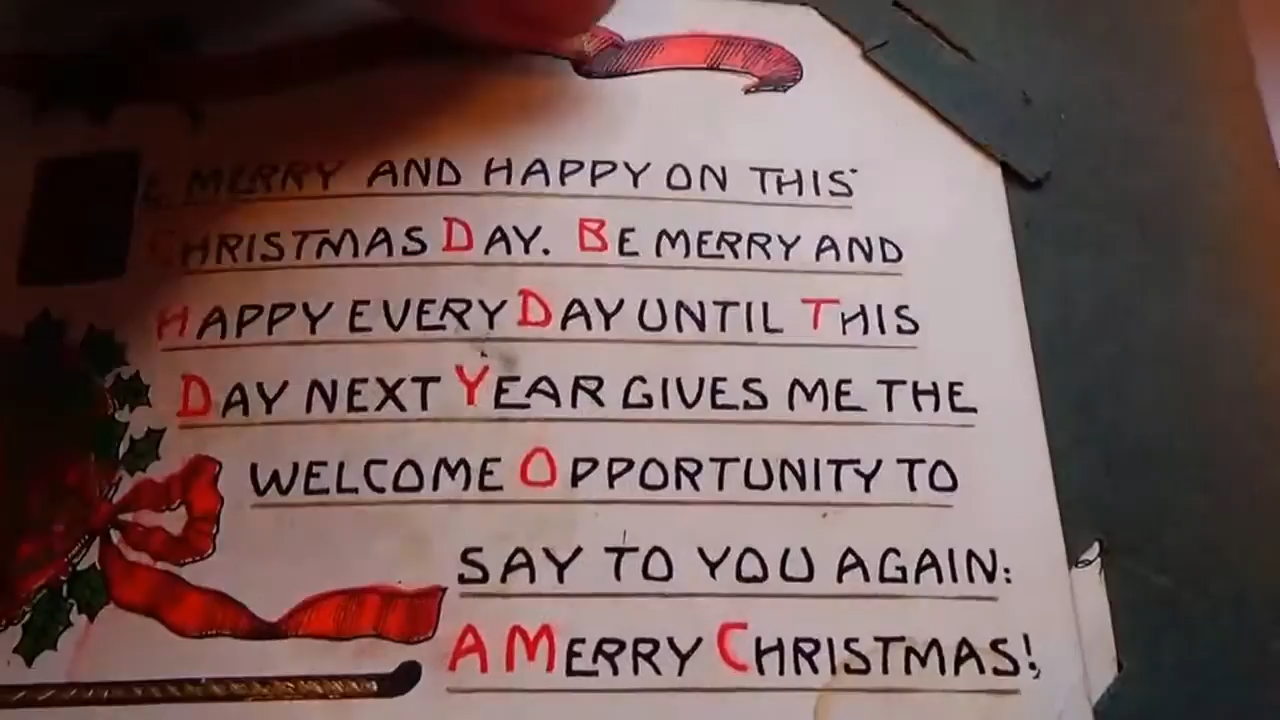 E MERRY AND HAPPY ON THIS
CHRISTMAS DAY. BE MERRY AND
HAPPY EVERY DAY UNTIL THIS
DAY NEXT YEAR GIVES ME THE
WELCOME OPPORTUNITY TO
SAY TO YOU AGAIN:
A MERRY CHRISTMAS!